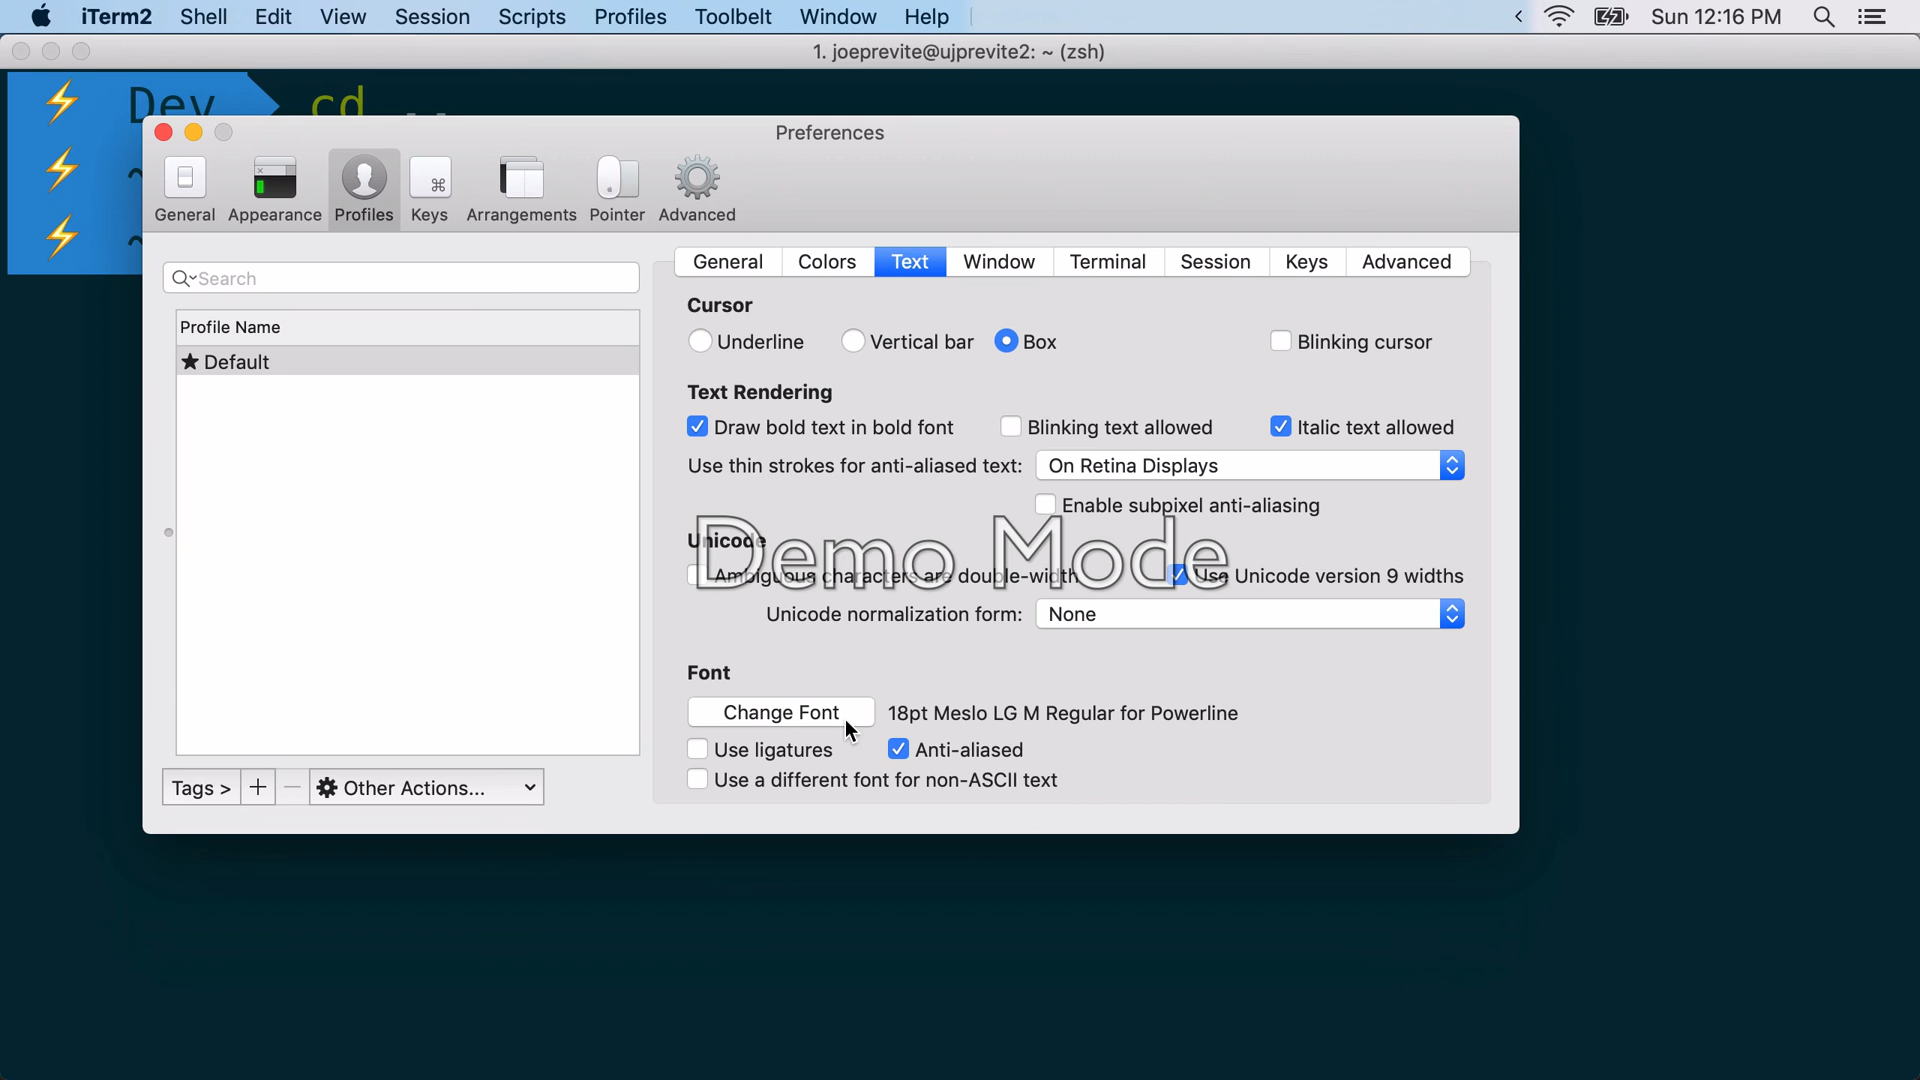 iTerm2 Shell Edit View Session Scripts Profiles Toolbelt Window Help Sun 12:16 PM
1. joeprevite@ujprevite2: ~ (zsh)
Dev cd ..
~
~
Preferences
General Appearance Profiles Keys Arrangements Pointer Advanced
Search
Profile Name
Default
Tags > + − Other Actions...
General Colors Text Window Terminal Session Keys Advanced
Cursor
Underline Vertical bar Box Blinking cursor
Text Rendering
Draw bold text in bold font Blinking text allowed Italic text allowed
Use thin strokes for anti-aliased text: On Retina Displays
Enable subpixel anti-aliasing
Unicode
Demo Mode
Ambiguous characters are double-width Use Unicode version 9 widths
Unicode normalization form: None
Font
Change Font 18pt Meslo LG M Regular for Powerline
Use ligatures Anti-aliased
Use a different font for non-ASCII text